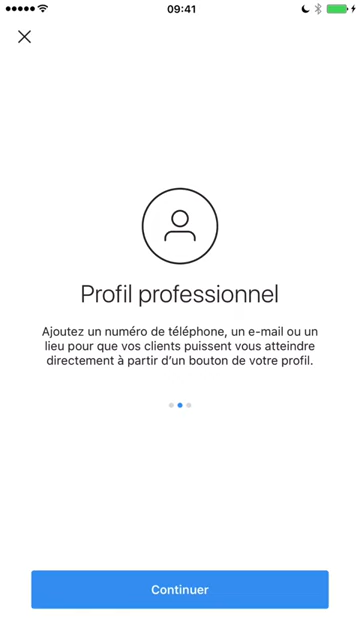 09:41
Profil professionnel
Ajoutez un numéro de téléphone, un e-mail ou un
lieu pour que vos clients puissent vous atteindre
directement à partir d'un bouton de votre profil.
Continuer